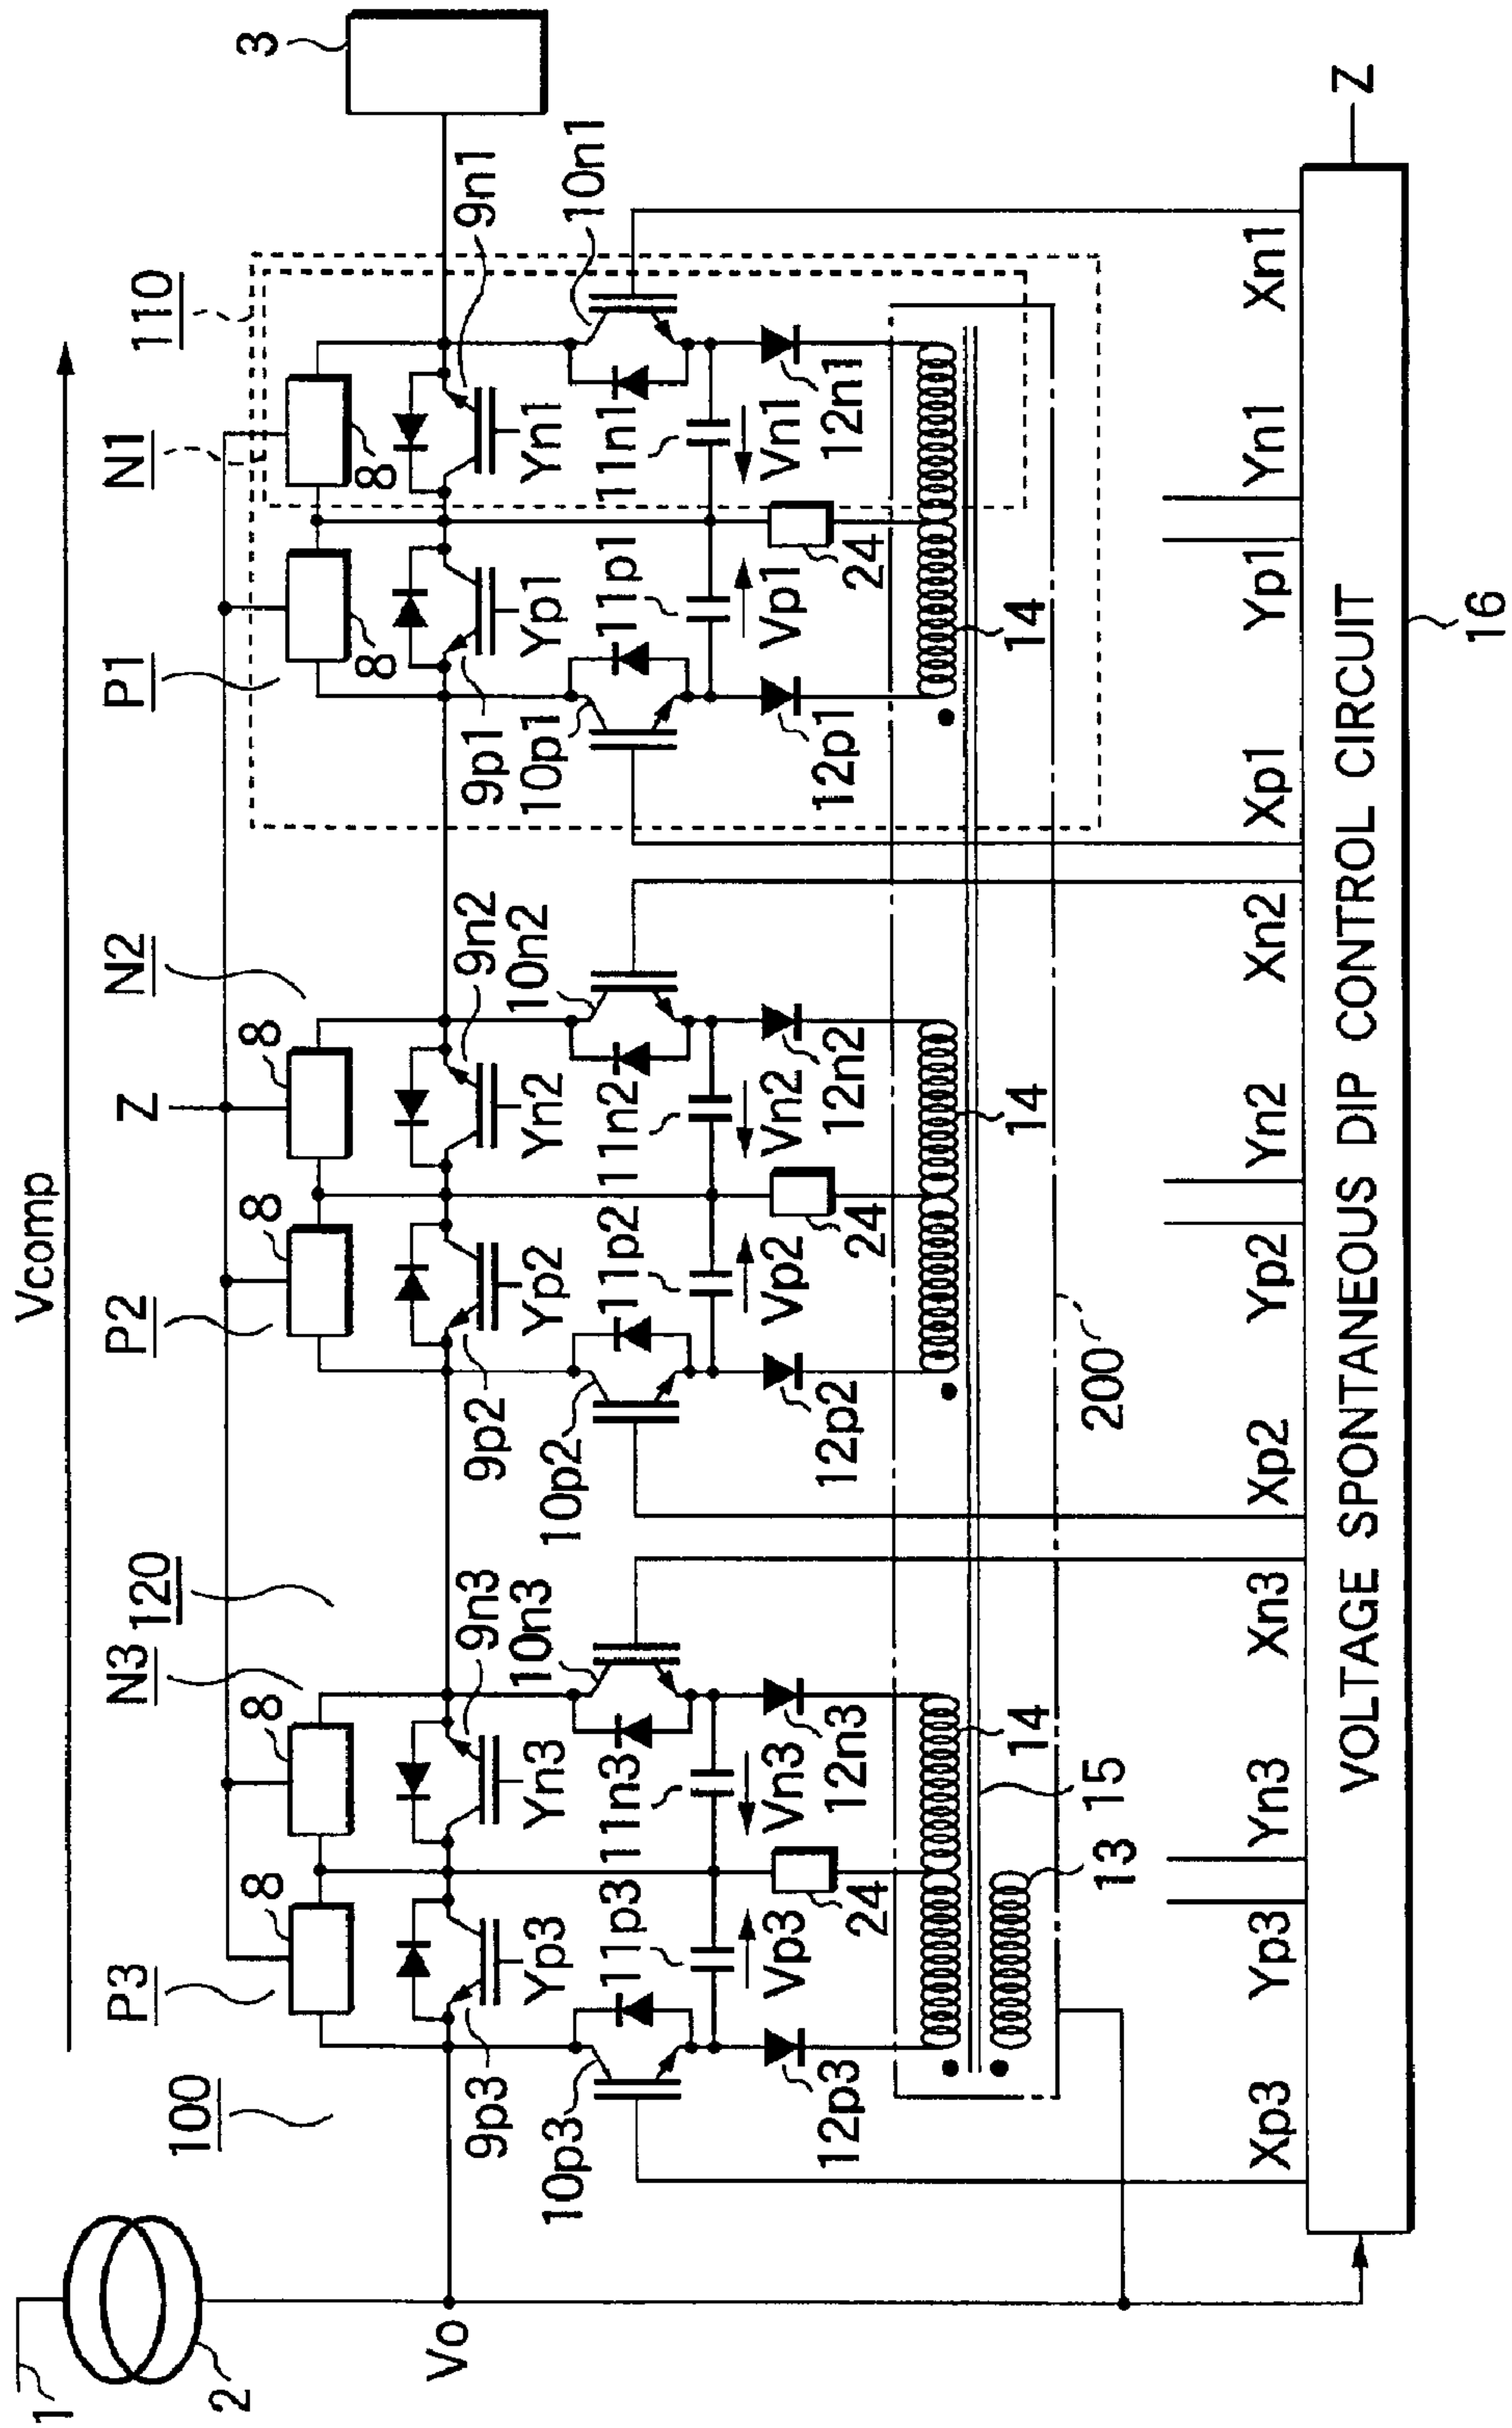 Vcomp
1
2
Vo
100
120
Z
110
3
P3
N3
P2
N2
P1
N1
8
8
8
8
8
8
9p3
Yp3
Yn3
9n3
9p2
Yp2
Yn2
9n2
9p1
Yp1
Yn1
9n1
10p3
11p3
11n3
10n3
10p2
11p2
11n2
10n2
10p1
11p1
11n1
10n1
Vp3
Vn3
Vp2
Vn2
Vp1
Vn1
12p3
24
12n3
12p2
24
12n2
12p1
24
12n1
14
14
14
13
15
200
Xp3
Yp3
Yn3
Xn3
Xp2
Yp2
Yn2
Xn2
Xp1
Yp1
Yn1
Xn1
VOLTAGE SPONTANEOUS DIP CONTROL CIRCUIT
Z
16